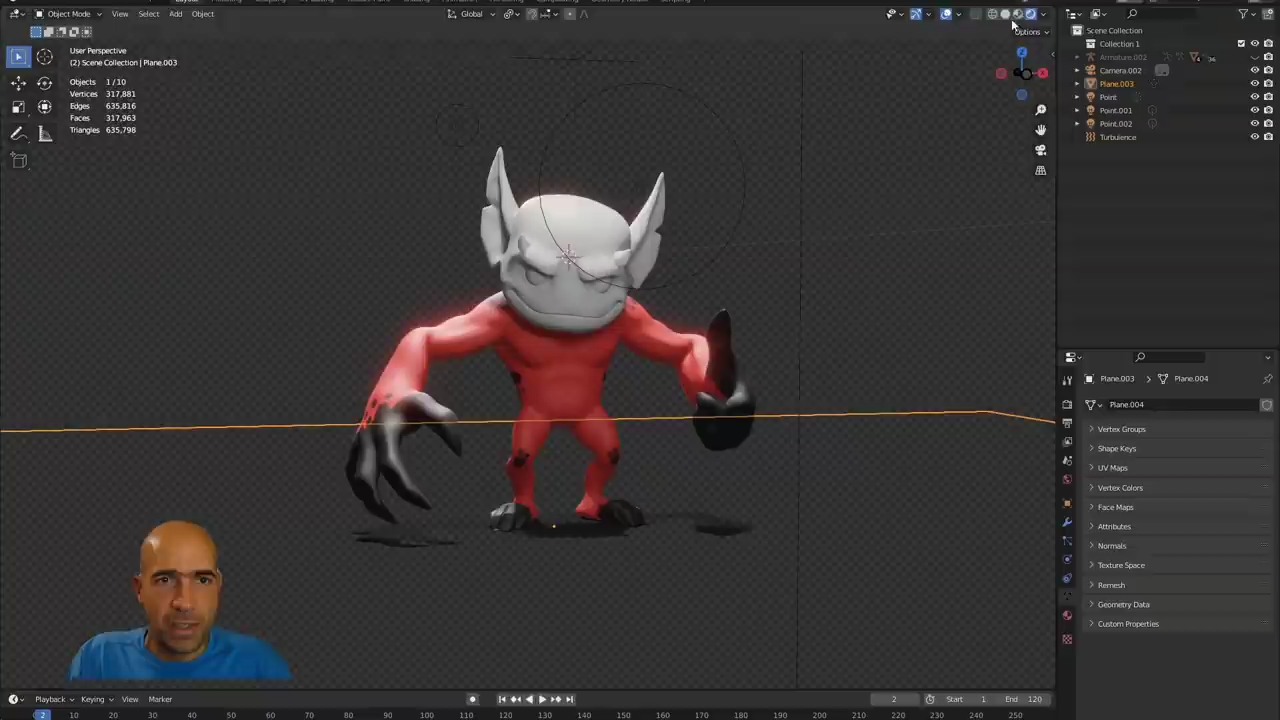 Object Mode View Select Add Object Global
Options
User Perspective
(2) Scene Collection | Plane.003
Objects 1/10
Vertices 317,881
Edges 635,816
Faces 317,963
Triangles 635,798
Z
X
Scene Collection
Collection 1
Armature.002
Camera.002
Plane.003
Point
Point.001
Point.002
Turbulence
Plane.003 Plane.004
Plane.004
Vertex Groups
Shape Keys
UV Maps
Vertex Colors
Face Maps
Attributes
Normals
Texture Space
Remesh
Geometry Data
Custom Properties
Playback Keying View Marker 2 Start 1 End 120
2 10 20 30 40 50 60 70 80 90 100 110 120 130 140 150 160 170 180 190 200 210 220 230 240 250